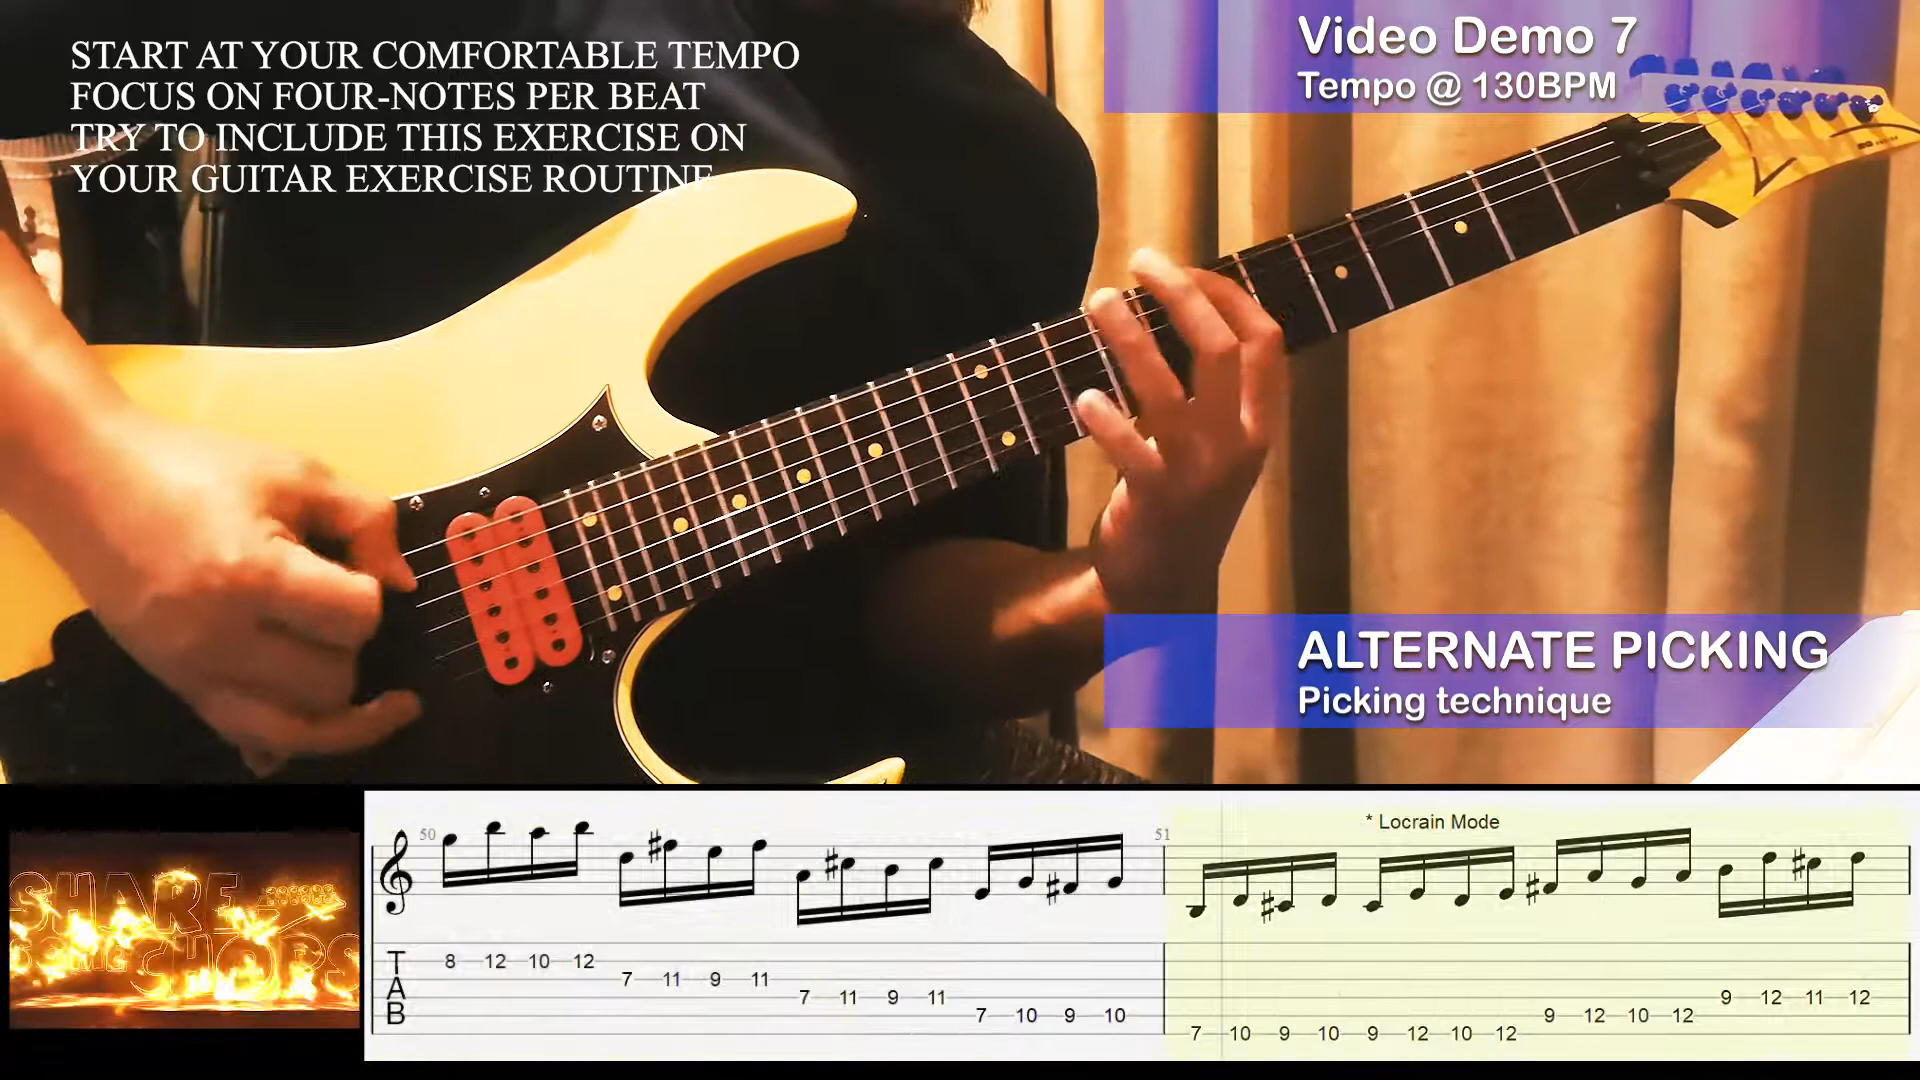 START AT YOUR COMFORTABLE TEMPO
FOCUS ON FOUR-NOTES PER BEAT
TRY TO INCLUDE THIS EXERCISE ON
YOUR GUITAR EXERCISE ROUTINE
Video Demo 7
Tempo @ 130BPM
ALTERNATE PICKING
Picking technique
SHARE
SOME CHOPS
50
51
* Locrain Mode
T
A
B
8 12 10 12
7 11 9 11
7 11 9 11
7 10 9 10
7 10 9 10 9 12 10 12
9 12 10 12
9 12 11 12